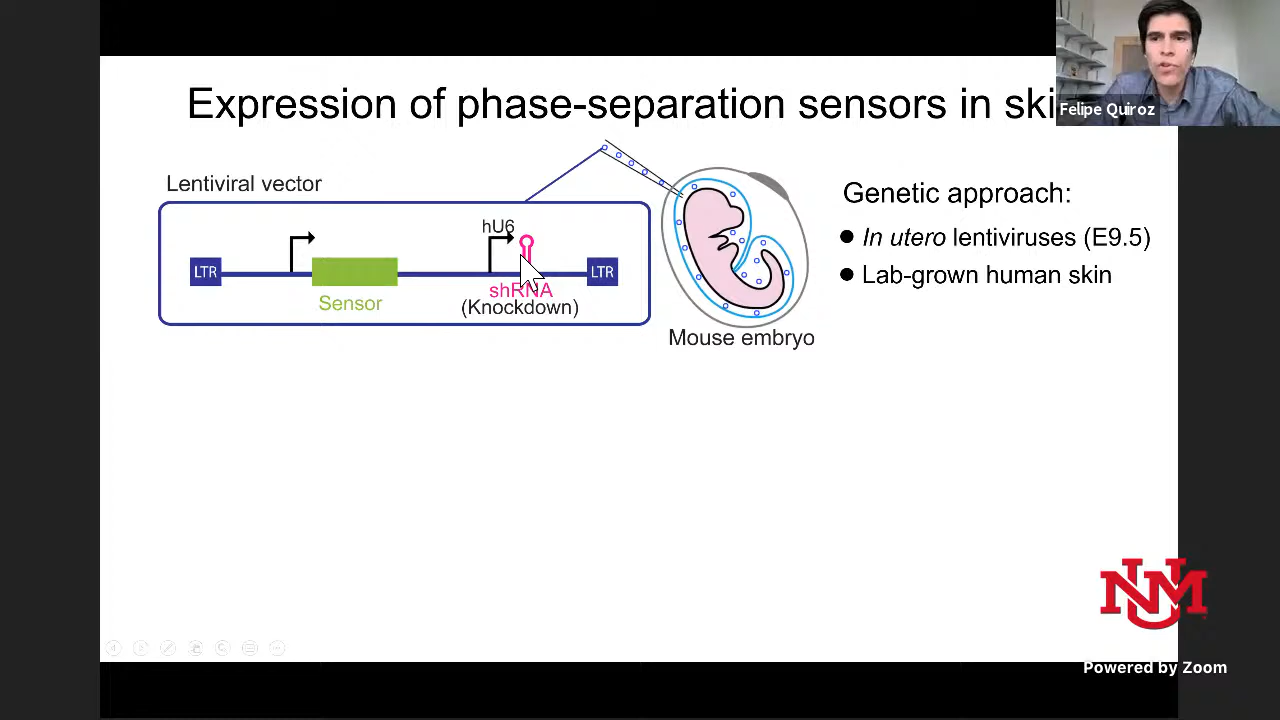 Expression of phase-separation sensors in ski
Felipe Quiroz
Lentiviral vector
Genetic approach:
hU6
In utero lentiviruses (E9.5)
LTR
LTR
Lab-grown human skin
shRNA
Sensor
(Knockdown)
Mouse embryo
UNM
Powered by Zoom